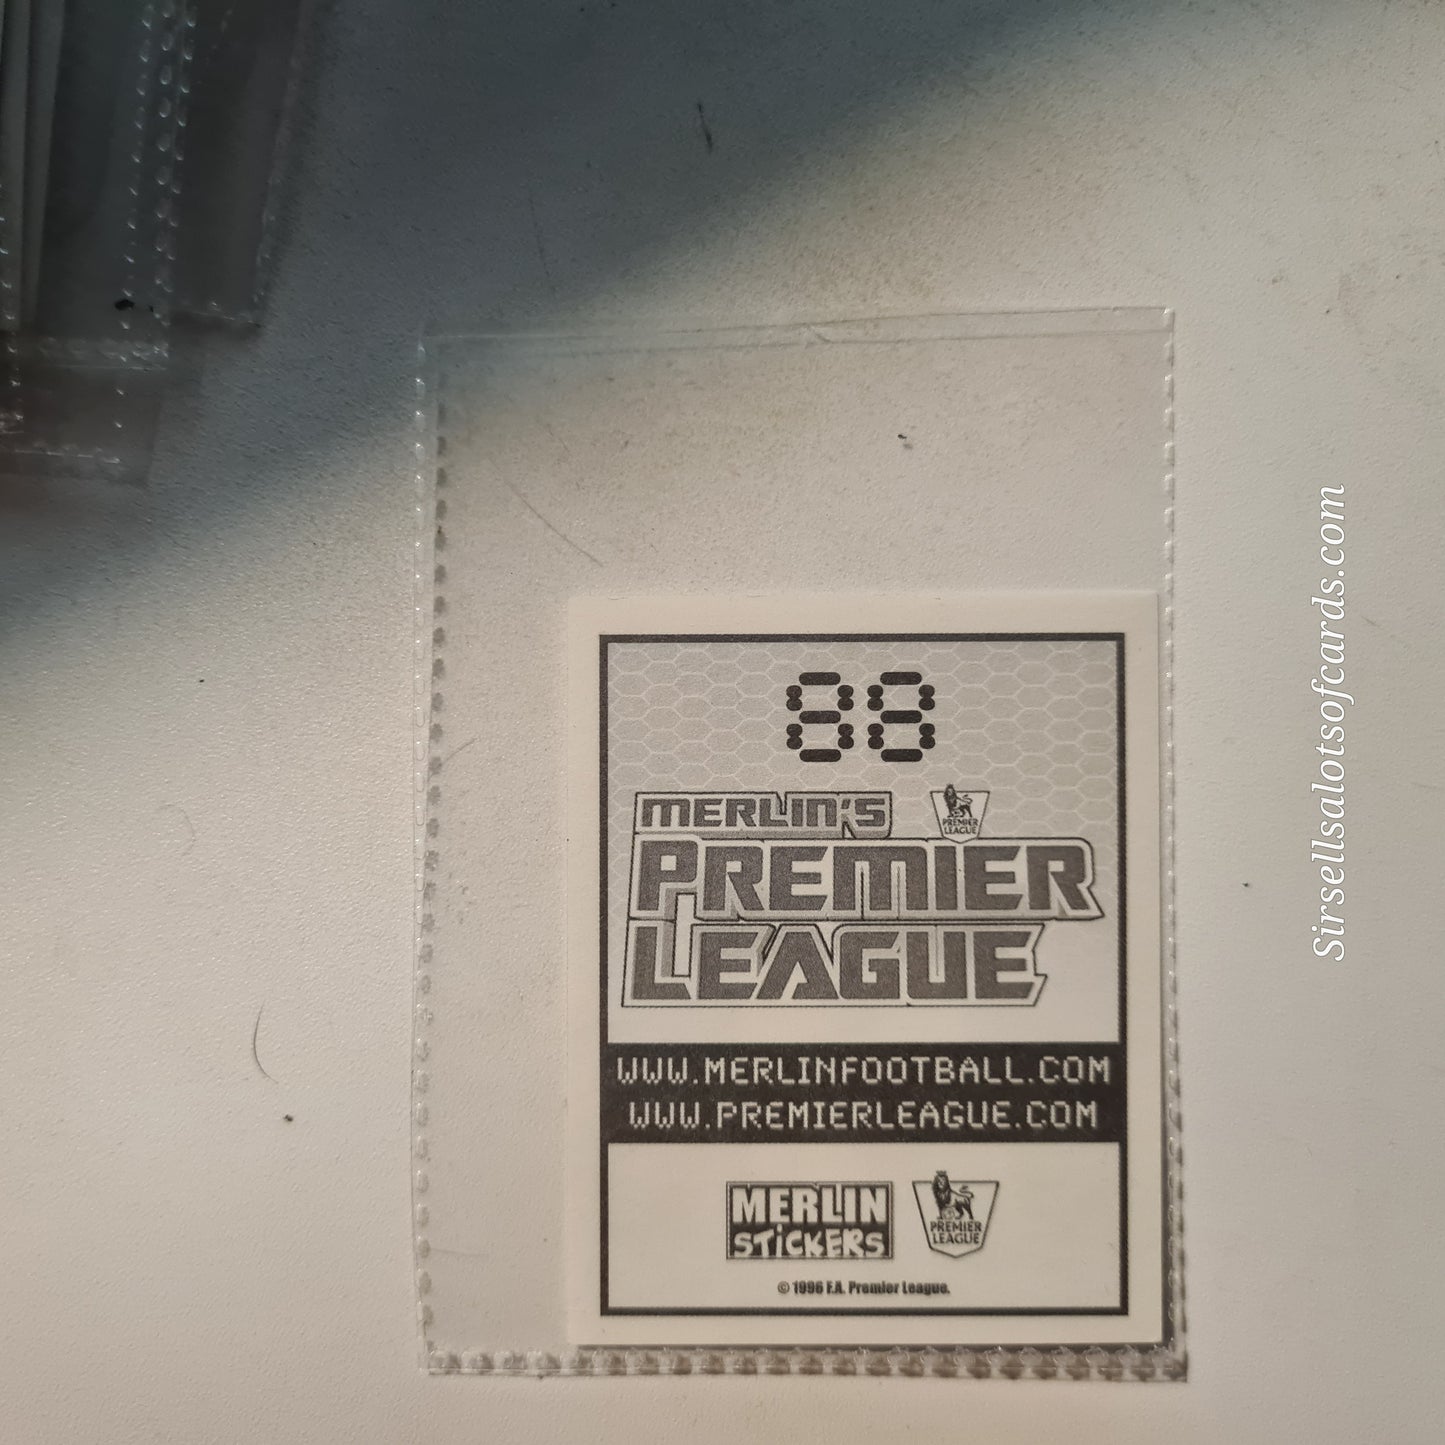 88
MERLIN'S
PREMIER
LEAGUE
PREMIER
LEAGUE
WWW.MERLINFOOTBALL.COM
WWW.PREMIERLEAGUE.COM
MERLIN
STICKERS
PREMIER
LEAGUE
© 1996 F.A. Premier League.
Sirsellsalotsofcards.com